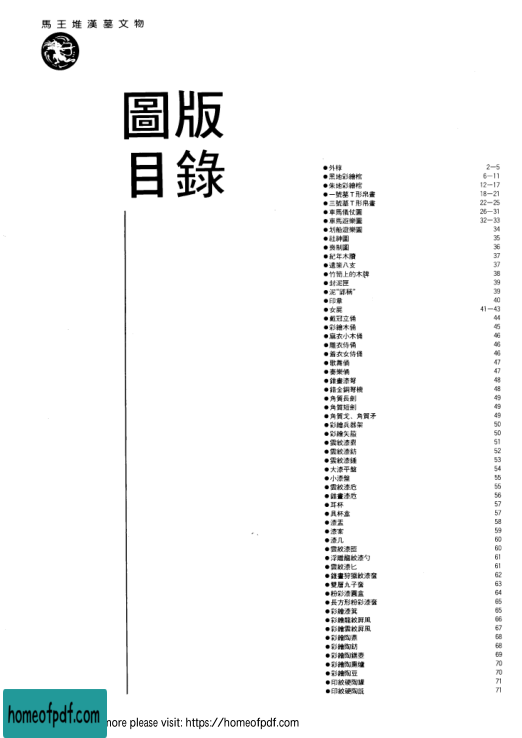 馬王堆漢墓文物
圖版
目錄
●外椁 2—5
●黑地彩繪棺 6—11
●朱地彩繪棺 12—17
●一號墓T形帛畫 18—21
●三號墓T形帛畫 22—25
●車馬儀仗圖 26—31
●車馬遊樂圖 32—33
●划船遊樂圖 34
●社神圖 35
●喪制圖 36
●紀年木牘 37
●遣策八支 37
●竹笥上的木牌 38
●封泥匣 39
●泥“郢稱” 39
●印章 40
●女屍 41—43
●戴冠立俑 44
●彩繪木俑 45
●麻衣小木俑 46
●雕衣侍俑 46
●着衣女侍俑 46
●歌舞俑 47
●奏樂俑 47
●錐畫漆弩 48
●錯金銅弩機 48
●角質長劍 49
●角質短劍 49
●角質戈、角質矛 49
●彩繪兵器架 50
●彩繪矢箙 50
●雲紋漆鼎 51
●雲紋漆鈁 52
●雲紋漆鍾 53
●大漆平盤 54
●小漆盤 55
●雲紋漆卮 55
●錐畫漆卮 56
●耳杯 57
●具杯盒 57
●漆盂 58
●漆案 59
●漆几 60
●雲紋漆匜 60
●浮雕龍紋漆勺 61
●雲紋漆匕 61
●錐畫狩獵紋漆奩 62
●雙層九子奩 63
●粉彩漆圓盒 64
●長方形粉彩漆奩 65
●彩繪漆箕 65
●彩繪龍紋屏風 66
●彩繪雲紋屏風 67
●彩繪陶鼎 68
●彩繪陶鈁 68
●彩繪陶鐎壺 69
●彩繪陶熏爐 70
●彩繪陶豆 70
●印紋硬陶罐 71
●印紋硬陶瓿 71
homeofpdf.com
more please visit: https://homeofpdf.com